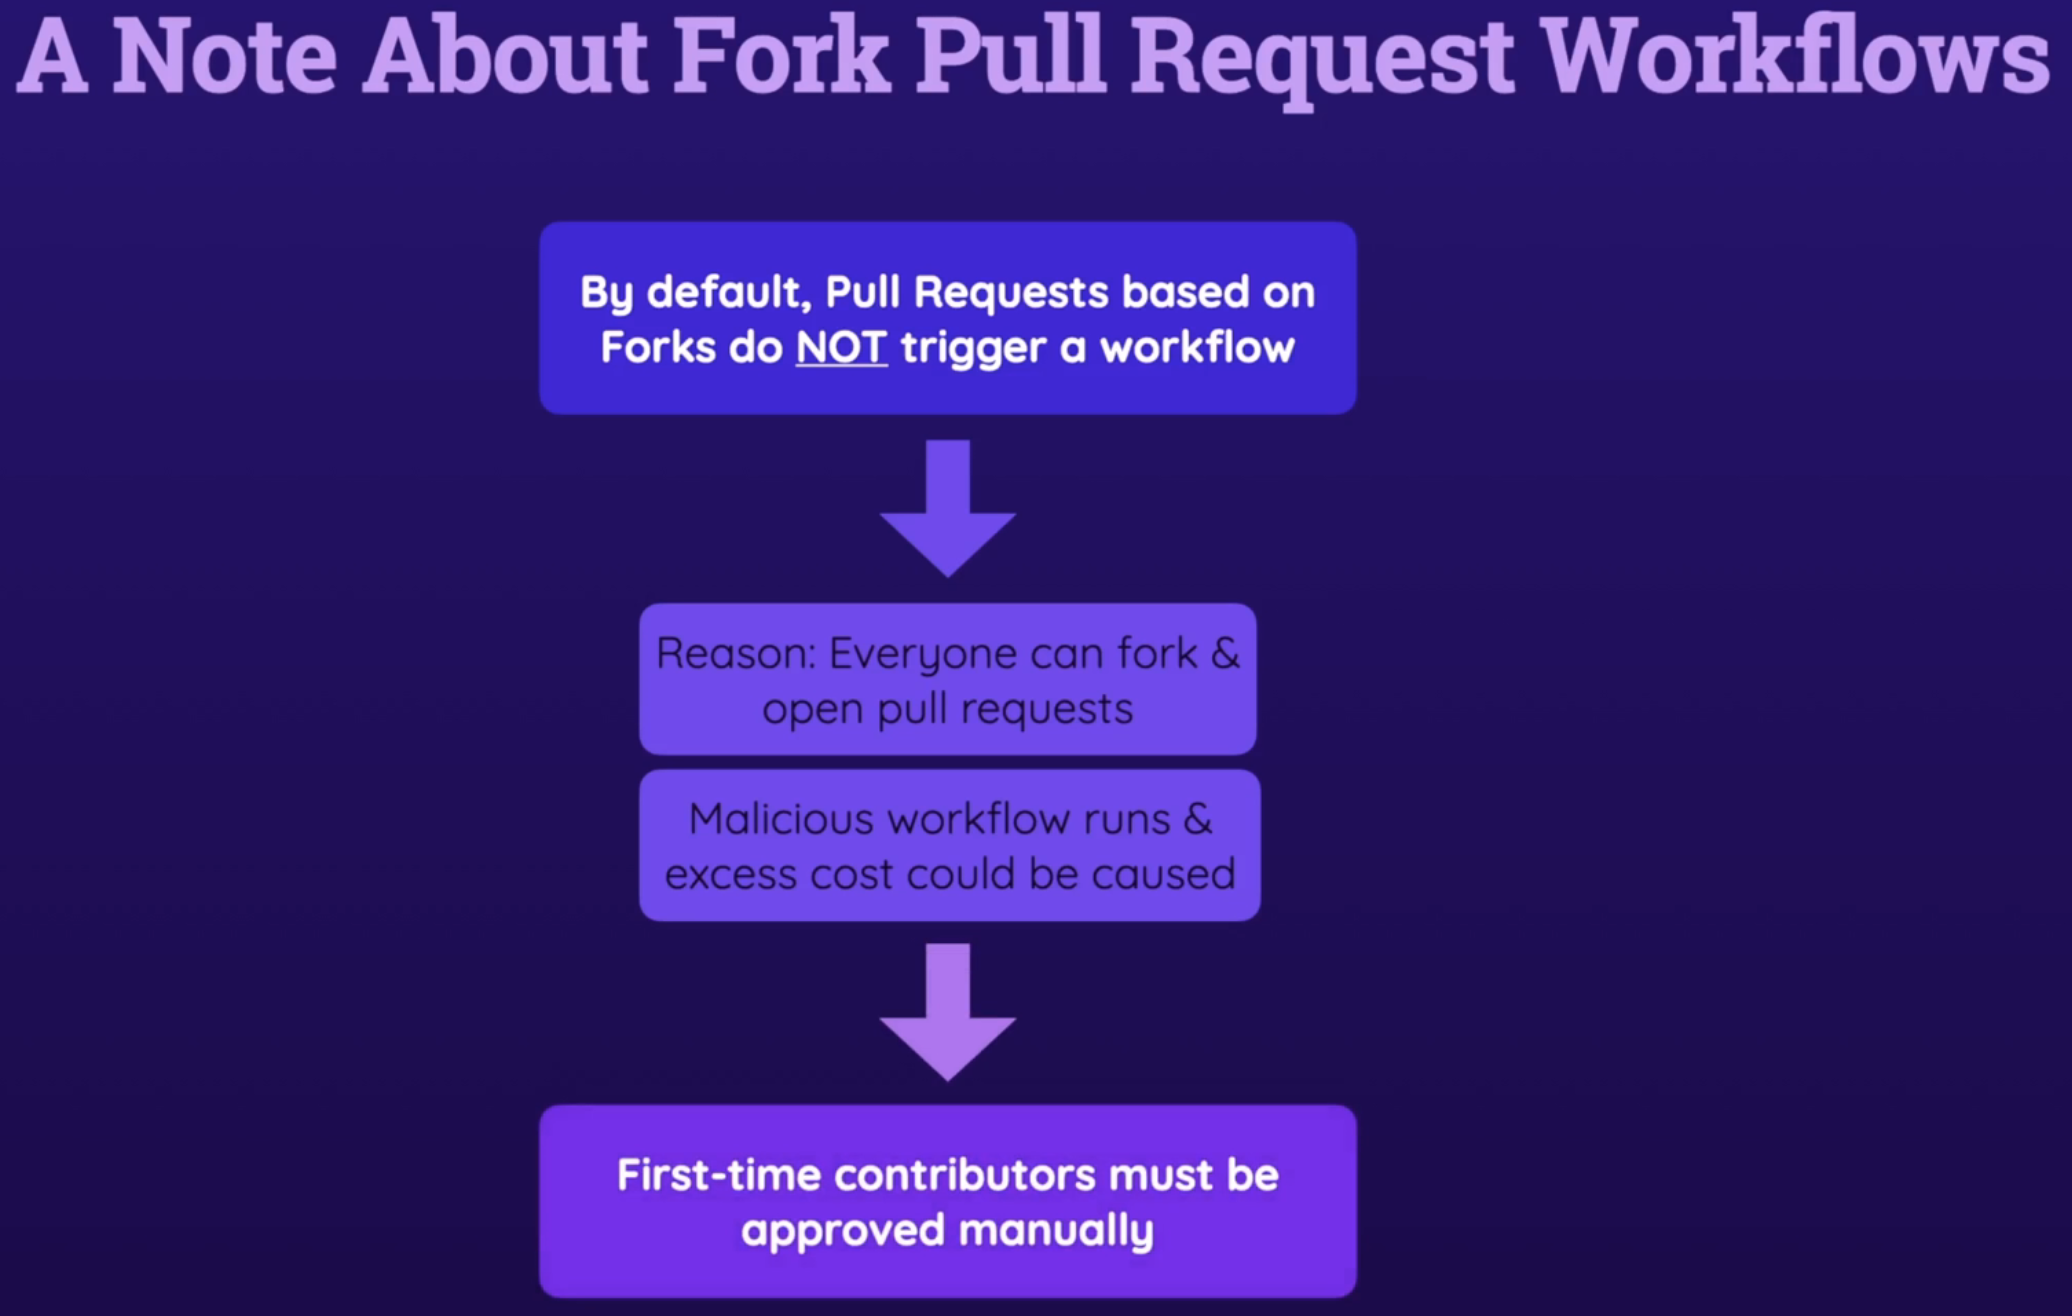 A Note About Fork Pull Request Workflows
By default, Pull Requests based on
Forks do NOT trigger a workflow
Reason: Everyone can fork &
open pull requests
Malicious workflow runs &
excess cost could be caused
First-time contributors must be
approved manually